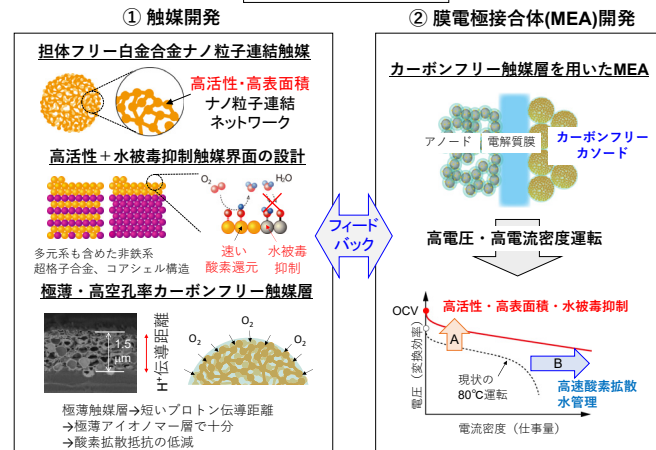 ① 触媒開発
担体フリー白金合金ナノ粒子連結触媒
高活性・高表面積
ナノ粒子連結
ネットワーク
高活性＋水被毒抑制触媒界面の設計
O₂
H₂O
速い
酸素還元
水被毒
抑制
多元系も含めた非鉄系
超格子合金、コアシェル構造
極薄・高空孔率カーボンフリー触媒層
1.5
μm
H⁺伝導距離
O₂
O₂
O₂
極薄触媒層→短いプロトン伝導距離
→極薄アイオノマー層で十分
→酸素拡散抵抗の低減
フィード
バック
② 膜電極接合体(MEA)開発
カーボンフリー触媒層を用いたMEA
アノード
電解質膜
カーボンフリー
カソード
高電圧・高電流密度運転
OCV
高活性・高表面積・水被毒抑制
A
B
現状の
80℃運転
高速酸素拡散
水管理
電圧（変換効率）
電流密度（仕事量）